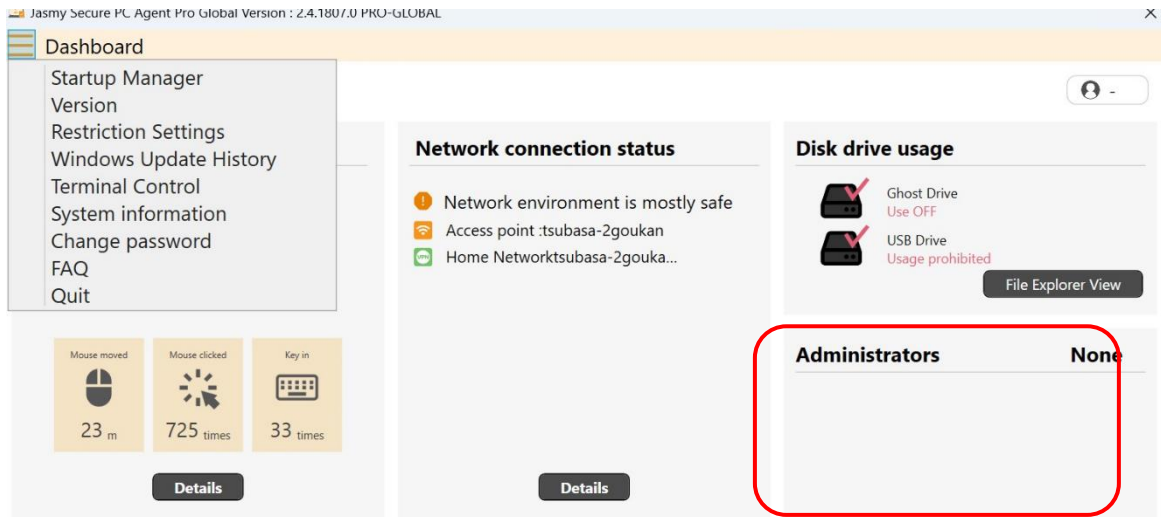 Jasmy Secure PC Agent Pro Global Version : 2.4.1807.0 PRO-GLOBAL
Dashboard
Startup Manager
Version
Restriction Settings
Windows Update History
Terminal Control
System information
Change password
FAQ
Quit
-
Mouse moved
23 m
Mouse clicked
725 times
Key in
33 times
Details
Network connection status
Network environment is mostly safe
Access point :tsubasa-2goukan
VPN
Home Networktsubasa-2gouka...
Details
Disk drive usage
Ghost Drive
Use OFF
USB Drive
Usage prohibited
File Explorer View
Administrators None